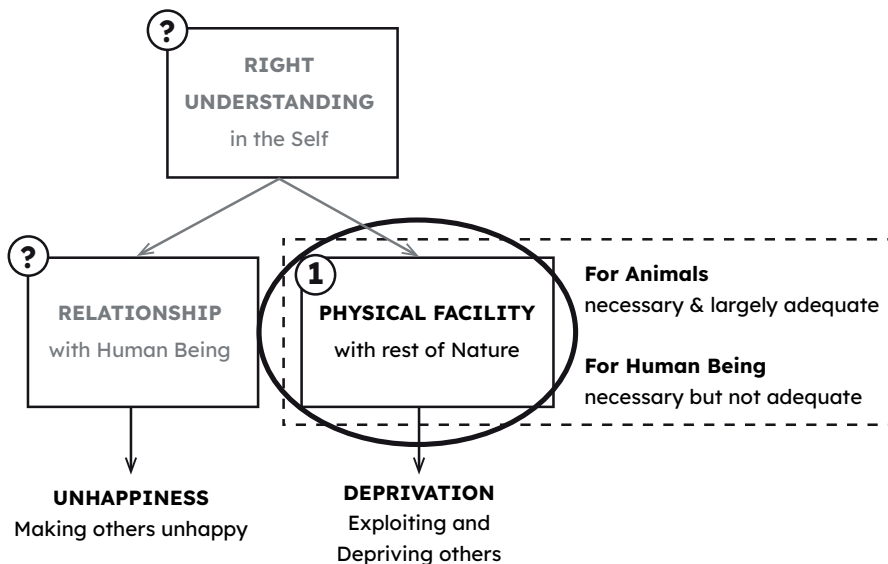 ?
RIGHT
UNDERSTANDING
in the Self
?
RELATIONSHIP
with Human Being
1
PHYSICAL FACILITY
with rest of Nature
For Animals
necessary & largely adequate
For Human Being
necessary but not adequate
UNHAPPINESS
Making others unhappy
DEPRIVATION
Exploiting and
Depriving others